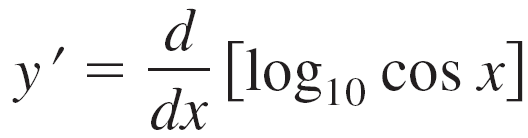 y′ = d/dx [log₁₀ cos x]